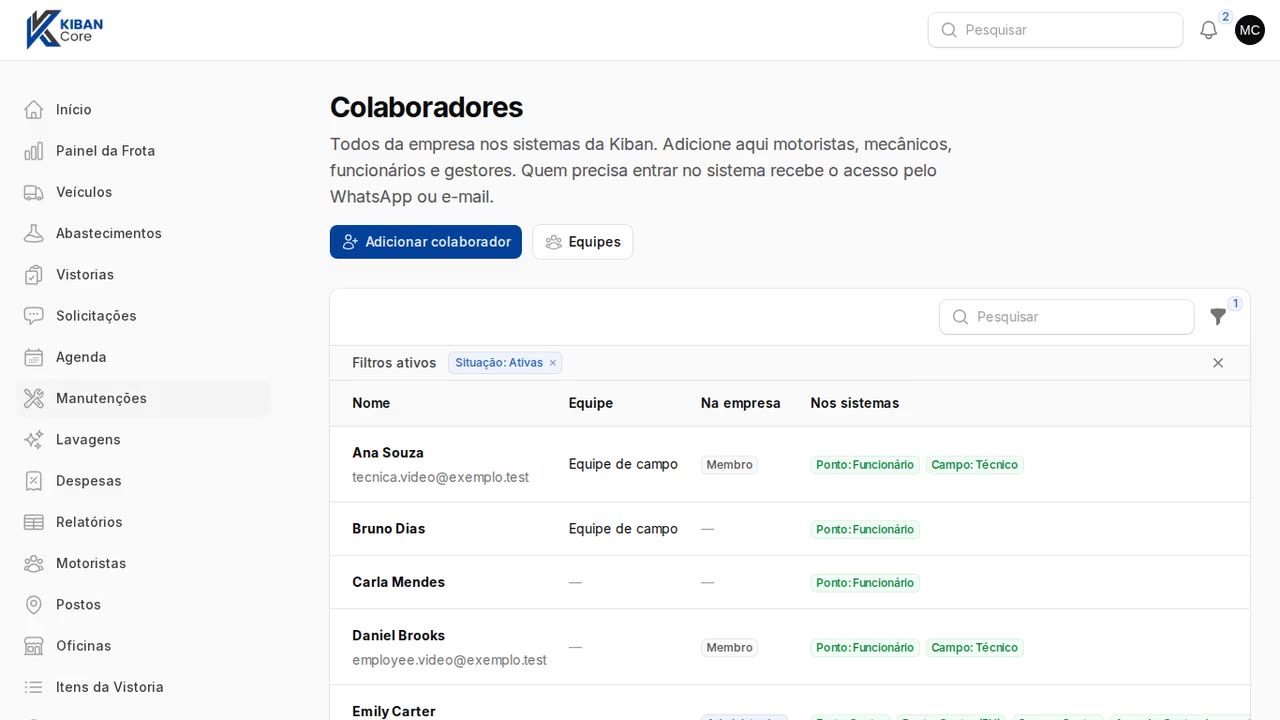 KIBAN
Core
Pesquisar
2
MC
Início
Painel da Frota
Veículos
Abastecimentos
Vistorias
Solicitações
Agenda
Manutenções
Lavagens
Despesas
Relatórios
Motoristas
Postos
Oficinas
Itens da Vistoria
Colaboradores
Todos da empresa nos sistemas da Kiban. Adicione aqui motoristas, mecânicos,
funcionários e gestores. Quem precisa entrar no sistema recebe o acesso pelo
WhatsApp ou e-mail.
Adicionar colaborador
Equipes
Pesquisar
1
Filtros ativos
Situação: Ativas ×
Nome Equipe Na empresa Nos sistemas
Ana Souza
tecnica.video@exemplo.test
Equipe de campo
Membro
Ponto: Funcionário
Campo: Técnico
Bruno Dias
Equipe de campo
—
Ponto: Funcionário
Carla Mendes
—
—
Ponto: Funcionário
Daniel Brooks
employee.video@exemplo.test
—
Membro
Ponto: Funcionário
Campo: Técnico
Emily Carter